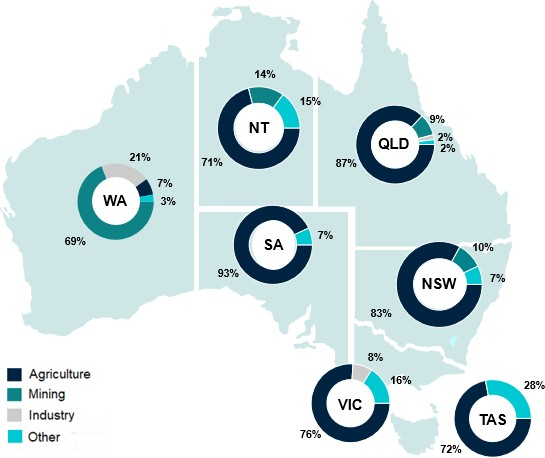 14%
15%
NT
71%
9%
2%
2%
QLD
87%
21%
7%
3%
WA
69%
7%
SA
93%
10%
7%
NSW
83%
8%
16%
VIC
76%
28%
TAS
72%
Agriculture
Mining
Industry
Other